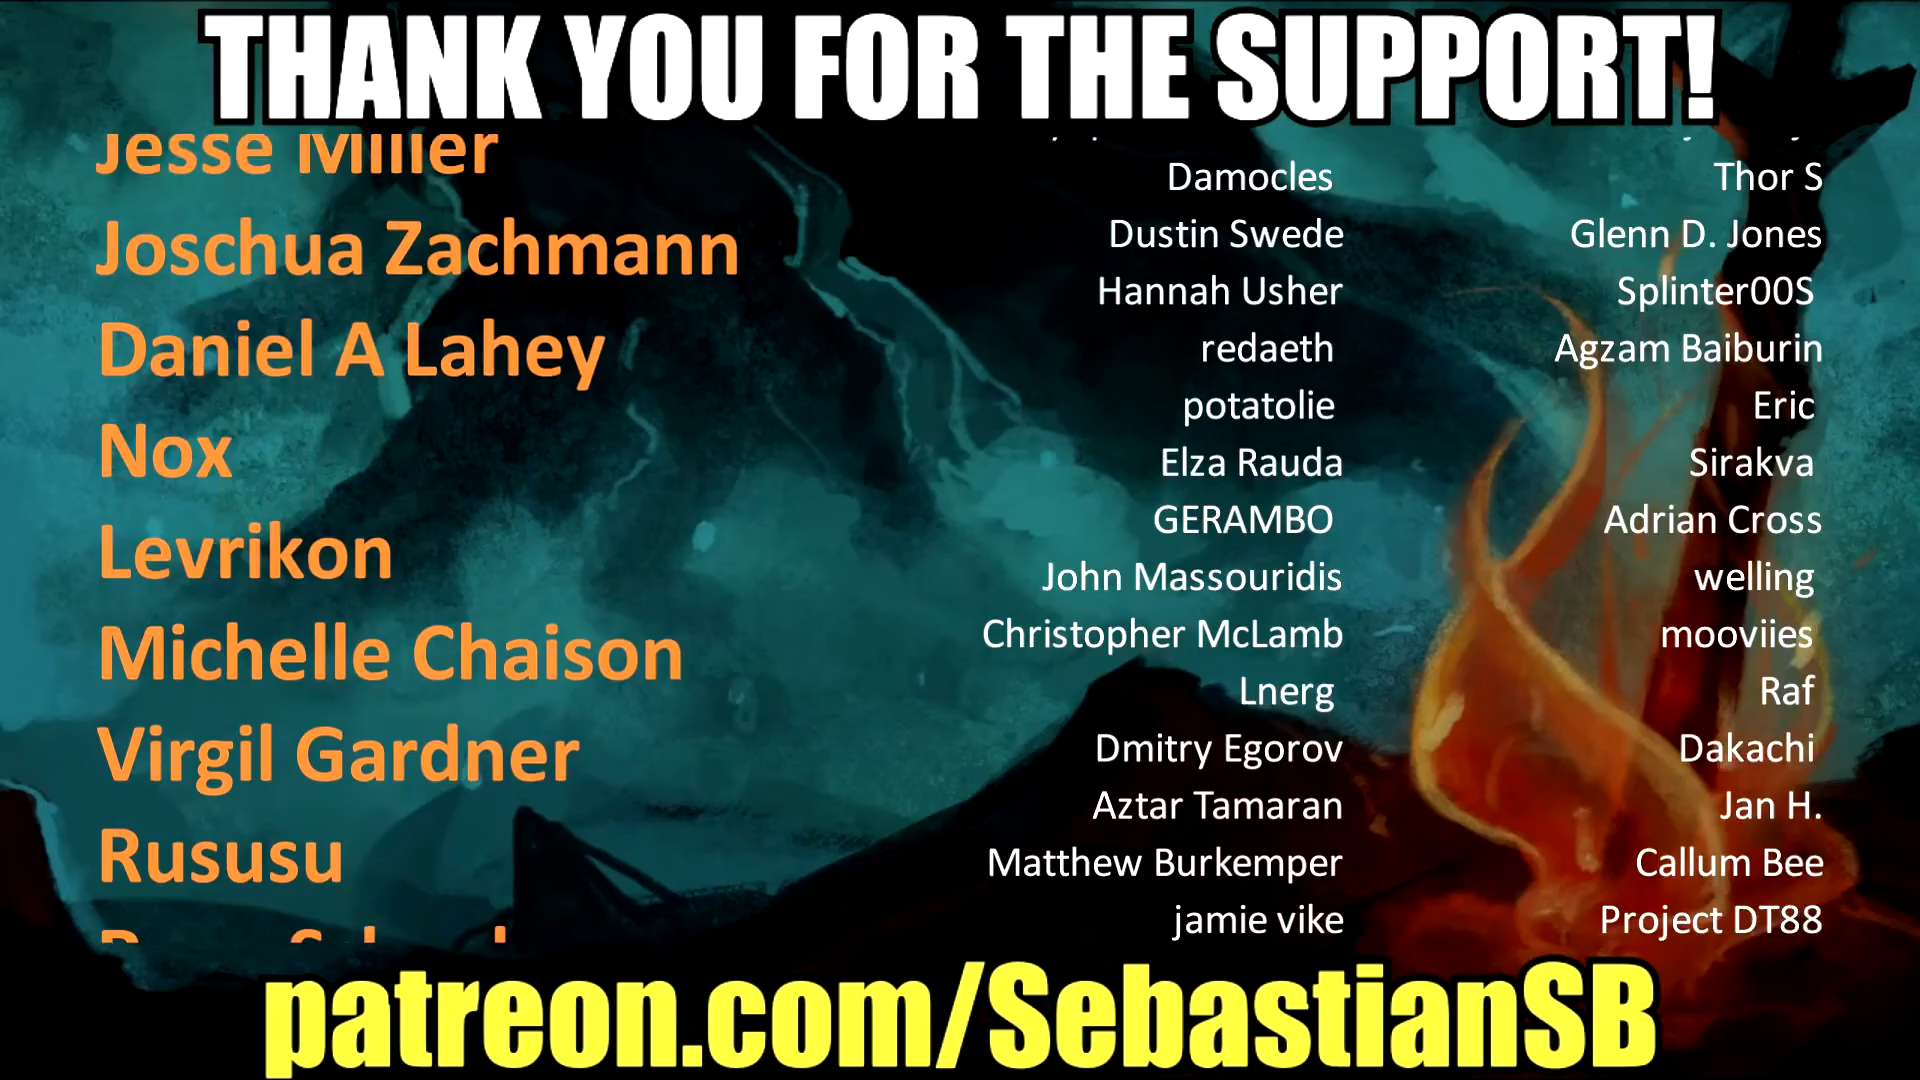 THANK YOU FOR THE SUPPORT!
Jesse Miller
Joschua Zachmann
Daniel A Lahey
Nox
Levrikon
Michelle Chaison
Virgil Gardner
Rususu
Damocles
Dustin Swede
Hannah Usher
redaeth
potatolie
Elza Rauda
GERAMBO
John Massouridis
Christopher McLamb
Lnerg
Dmitry Egorov
Aztar Tamaran
Matthew Burkemper
jamie vike
Thor S
Glenn D. Jones
Splinter00S
Agzam Baiburin
Eric
Sirakva
Adrian Cross
welling
mooviies
Raf
Dakachi
Jan H.
Callum Bee
Project DT88
patreon.com/SebastianSB